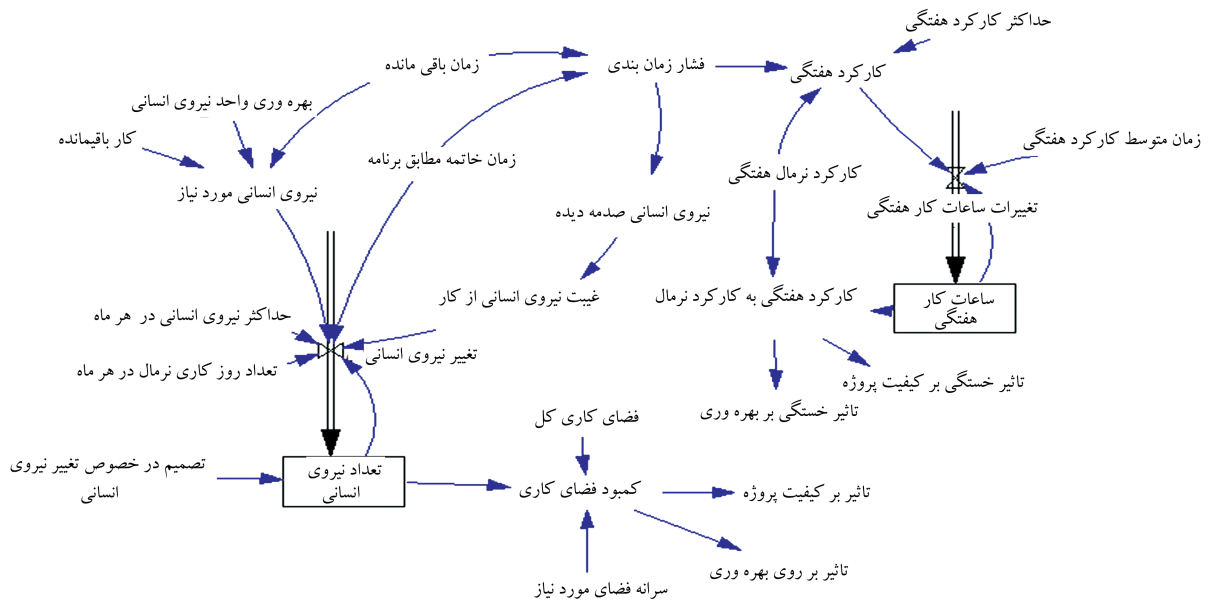 حداکثر کارکرد هفتگی
زمان باقی مانده
فشار زمان بندی
کارکرد هفتگی
بهره وری واحد نیروی انسانی
کار باقیمانده
زمان خاتمه مطابق برنامه
کارکرد نرمال هفتگی
زمان متوسط کارکرد هفتگی
نیروی انسانی مورد نیاز
نیروی انسانی صدمه دیده
تغییرات ساعات کار هفتگی
غیبت نیروی انسانی از کار
کارکرد هفتگی به کارکرد نرمال
ساعات کار
هفتگی
حداکثر نیروی انسانی در هر ماه
تغییر نیروی انسانی
تعداد روز کاری نرمال در هر ماه
تاثیر خستگی بر کیفیت پروژه
تاثیر خستگی بر بهره وری
فضای کاری کل
تصمیم در خصوص تغییر نیروی
انسانی
تعداد نیروی
انسانی
کمبود فضای کاری
تاثیر بر کیفیت پروژه
تاثیر بر روی بهره وری
سرانه فضای مورد نیاز